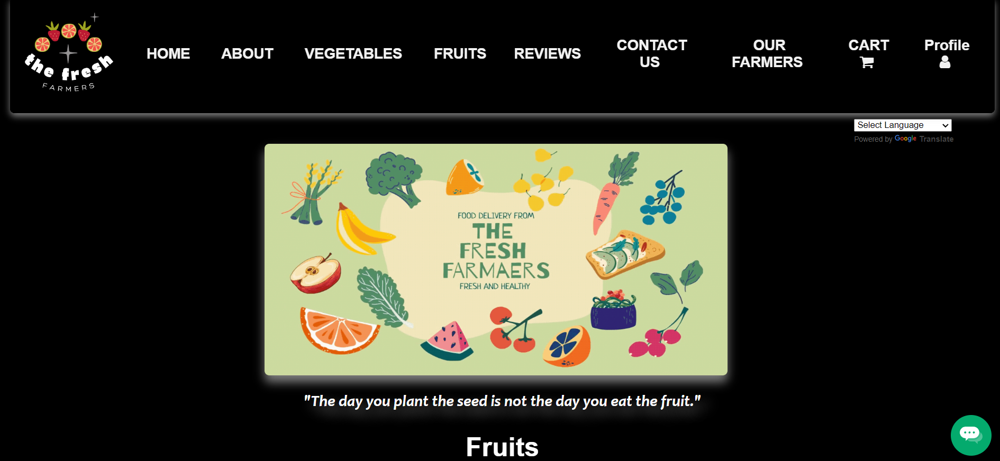 the fresh
FARMERS
HOME
ABOUT
VEGETABLES
FRUITS
REVIEWS
CONTACT
US
OUR
FARMERS
CART
Profile
Select Language
Powered by Google Translate
FOOD DELIVERY FROM
THE
FRESH
FARMAERS
FRESH AND HEALTHY
"The day you plant the seed is not the day you eat the fruit."
Fruits